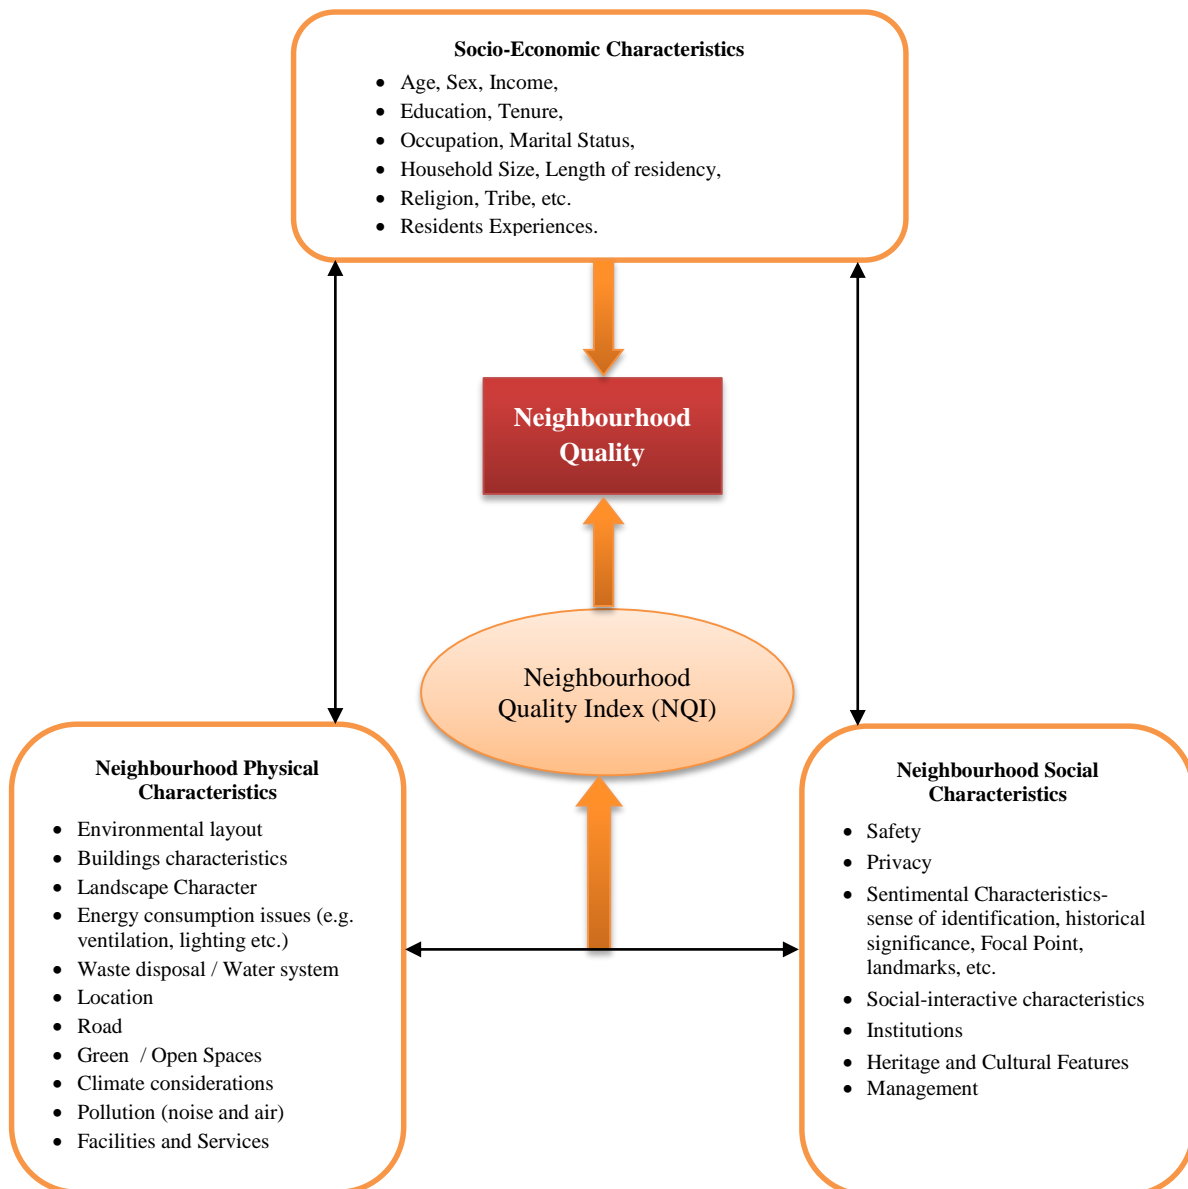 Socio-Economic Characteristics
• Age, Sex, Income,
• Education, Tenure,
• Occupation, Marital Status,
• Household Size, Length of residency,
• Religion, Tribe, etc.
• Residents Experiences.
Neighbourhood
Quality
Neighbourhood
Quality Index (NQI)
Neighbourhood Physical
Characteristics
• Environmental layout
• Buildings characteristics
• Landscape Character
• Energy consumption issues (e.g.
ventilation, lighting etc.)
• Waste disposal / Water system
• Location
• Road
• Green  / Open Spaces
• Climate considerations
• Pollution (noise and air)
• Facilities and Services
Neighbourhood Social
Characteristics
• Safety
• Privacy
• Sentimental Characteristics-
sense of identification, historical
significance, Focal Point,
landmarks, etc.
• Social-interactive characteristics
• Institutions
• Heritage and Cultural Features
• Management